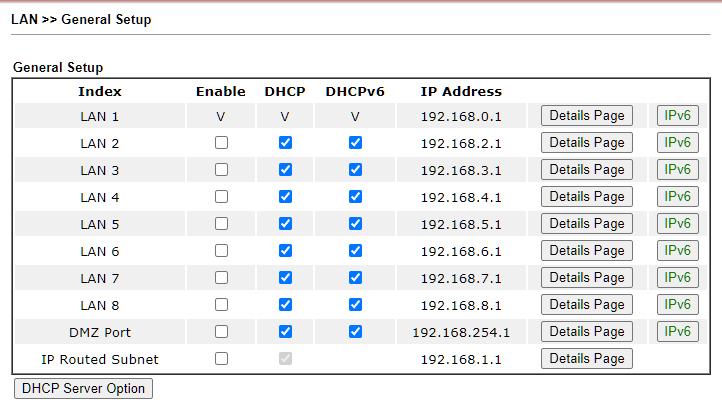 LAN >> General Setup
General Setup
Index Enable DHCP DHCPv6 IP Address
LAN 1 V V V 192.168.0.1 Details Page IPv6
LAN 2 192.168.2.1 Details Page IPv6
LAN 3 192.168.3.1 Details Page IPv6
LAN 4 192.168.4.1 Details Page IPv6
LAN 5 192.168.5.1 Details Page IPv6
LAN 6 192.168.6.1 Details Page IPv6
LAN 7 192.168.7.1 Details Page IPv6
LAN 8 192.168.8.1 Details Page IPv6
DMZ Port 192.168.254.1 Details Page IPv6
IP Routed Subnet 192.168.1.1 Details Page
DHCP Server Option